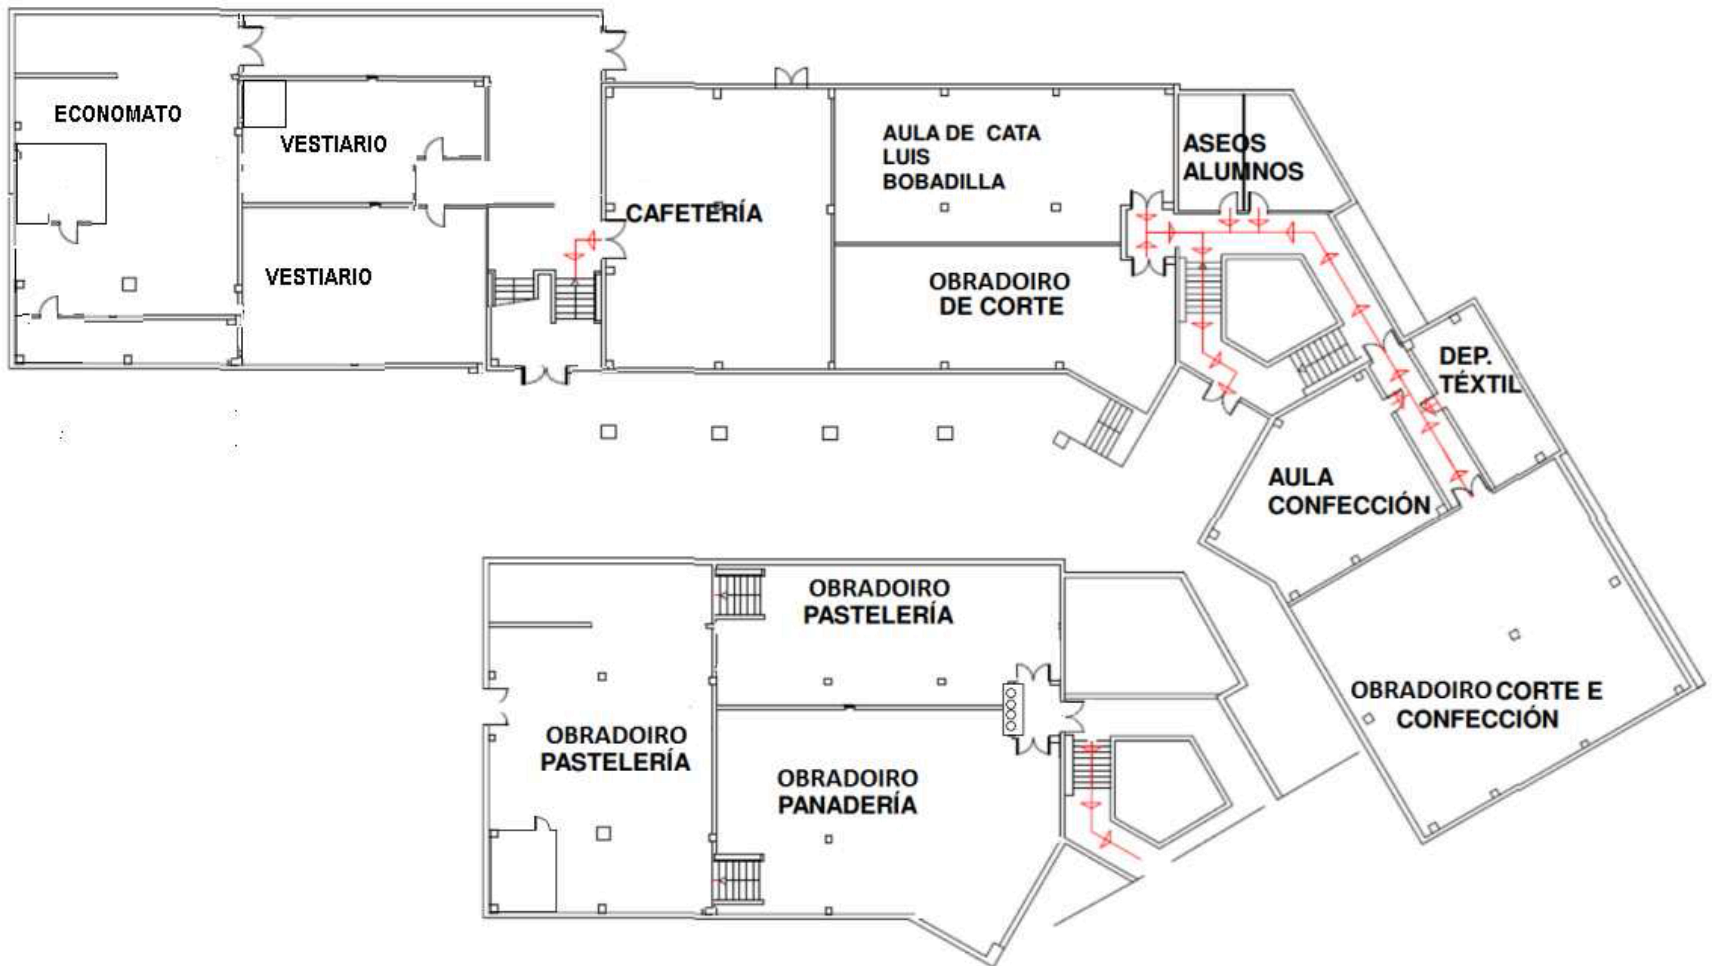 ECONOMATO
VESTIARIO
VESTIARIO
CAFETERÍA
AULA DE CATA
LUIS
BOBADILLA
OBRADOIRO
DE CORTE
ASEOS
ALUMNOS
DEP.
TÉXTIL
AULA
CONFECCIÓN
OBRADOIRO CORTE E
CONFECCIÓN
OBRADOIRO
PASTELERÍA
OBRADOIRO
PASTELERÍA
OBRADOIRO
PANADERÍA